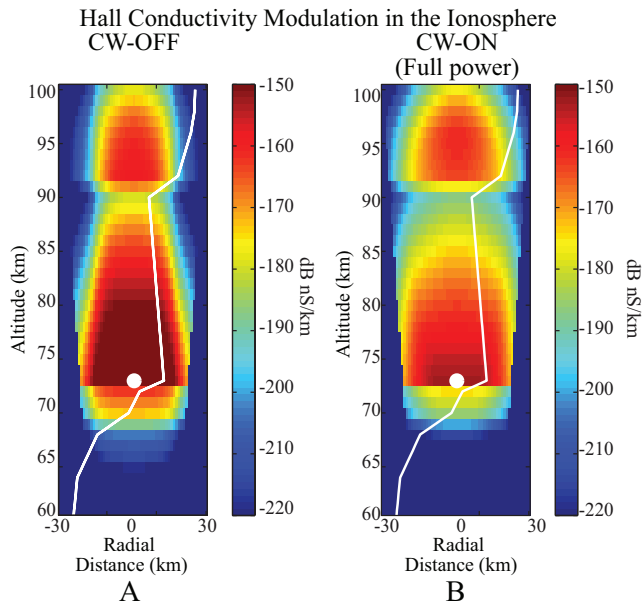 Hall Conductivity Modulation in the Ionosphere
CW-OFF
CW-ON
(Full power)
Altitude (km)
100
95
90
85
80
75
70
65
60
-30 0 30
Radial
Distance (km)
A
-150
-160
-170
-180
-190
-200
-210
-220
dB nS/km
Altitude (km)
100
95
90
85
80
75
70
65
60
-30 0 30
Radial
Distance (km)
B
-150
-160
-170
-180
-190
-200
-210
-220
dB nS/km